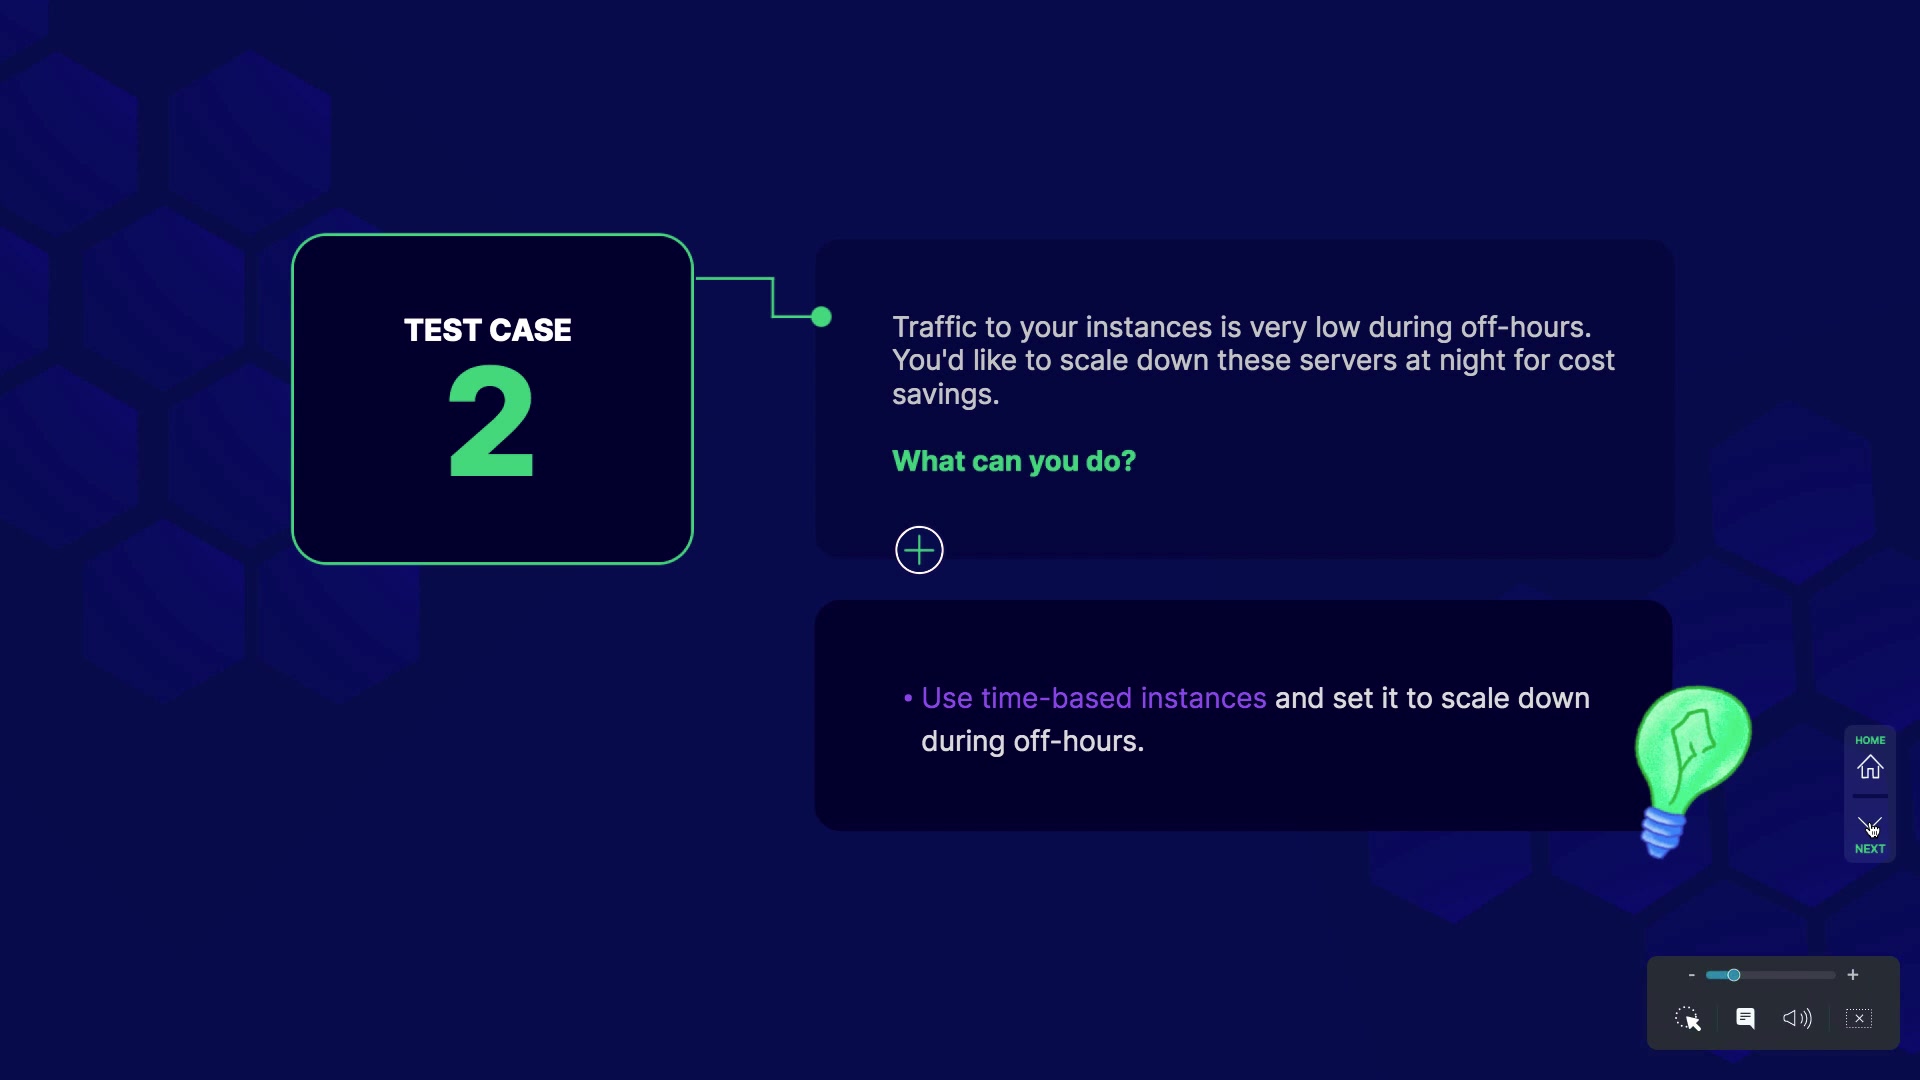 TEST CASE
2
Traffic to your instances is very low during off-hours.
You'd like to scale down these servers at night for cost
savings.
What can you do?
• Use time-based instances and set it to scale down
during off-hours.
HOME
NEXT
- +